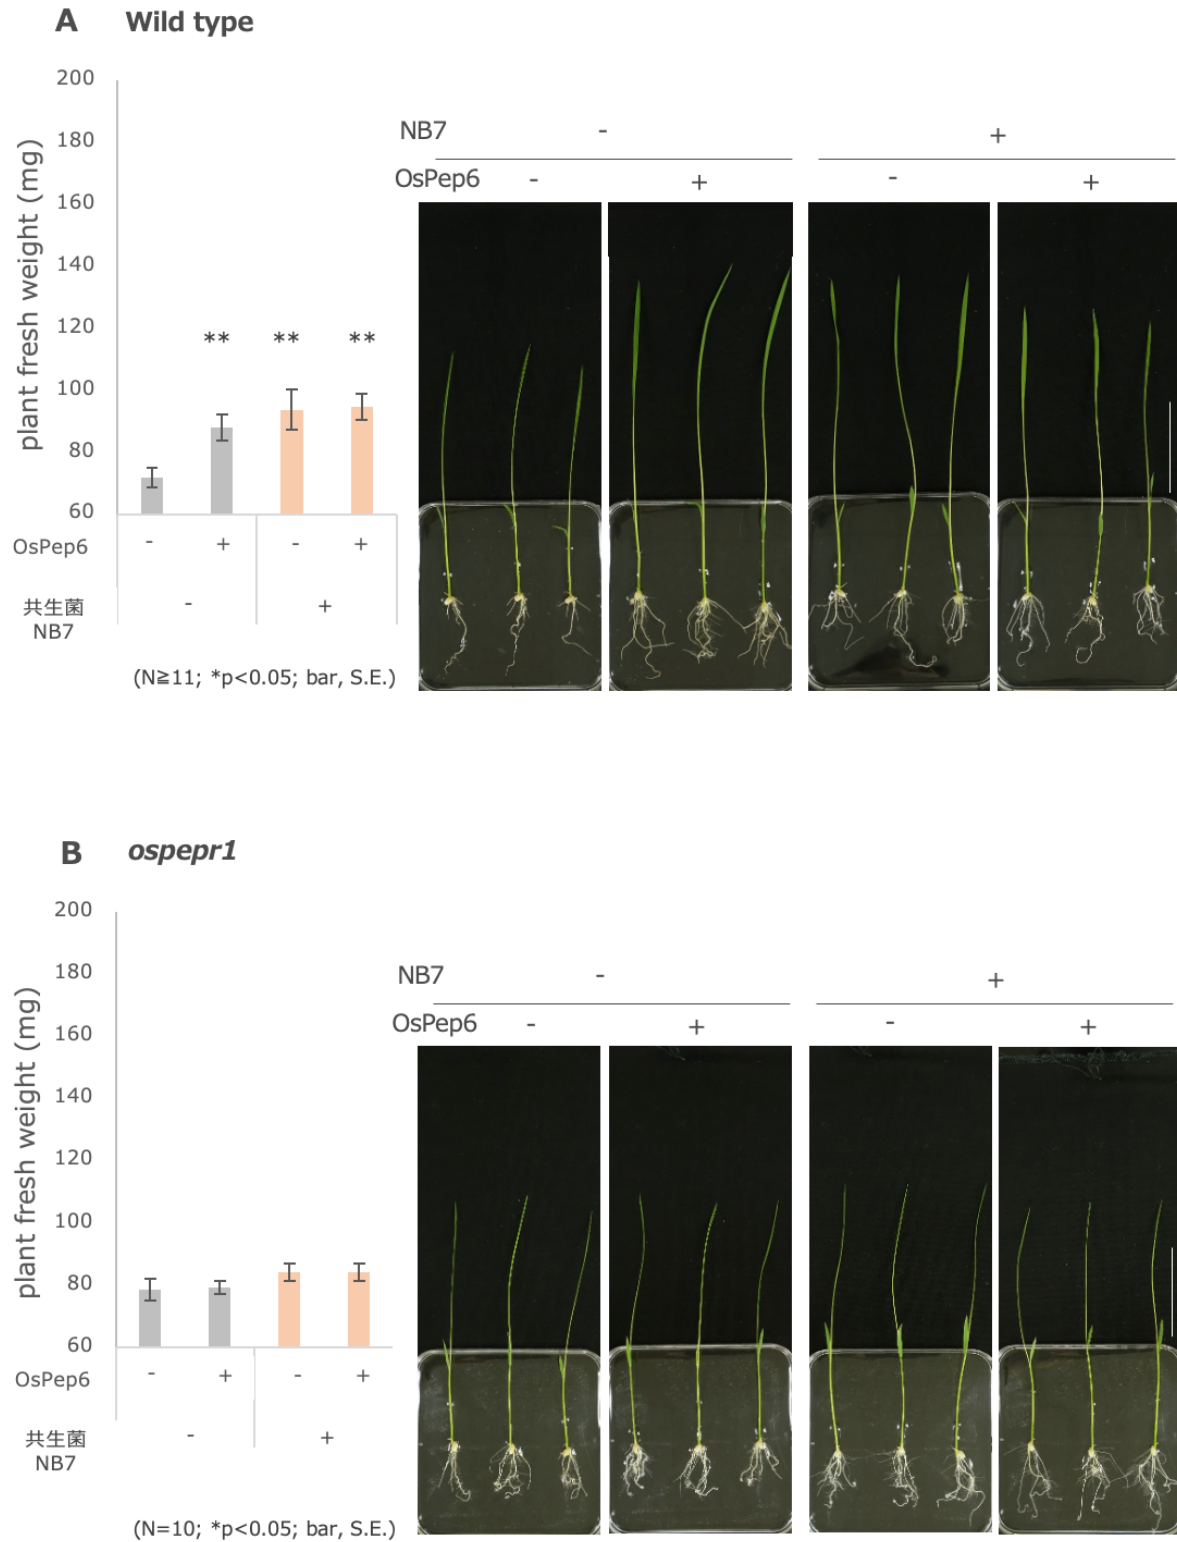 A Wild type
200
180
160
140
120
100
80
60
plant fresh weight (mg)
** ** **
OsPep6 - + - +
共生菌 - +
NB7
(N≧11; *p<0.05; bar, S.E.)
NB7 - +
OsPep6 - + - +
B ospepr1
200
180
160
140
120
100
80
60
plant fresh weight (mg)
OsPep6 - + - +
共生菌 - +
NB7
(N=10; *p<0.05; bar, S.E.)
NB7 - +
OsPep6 - + - +